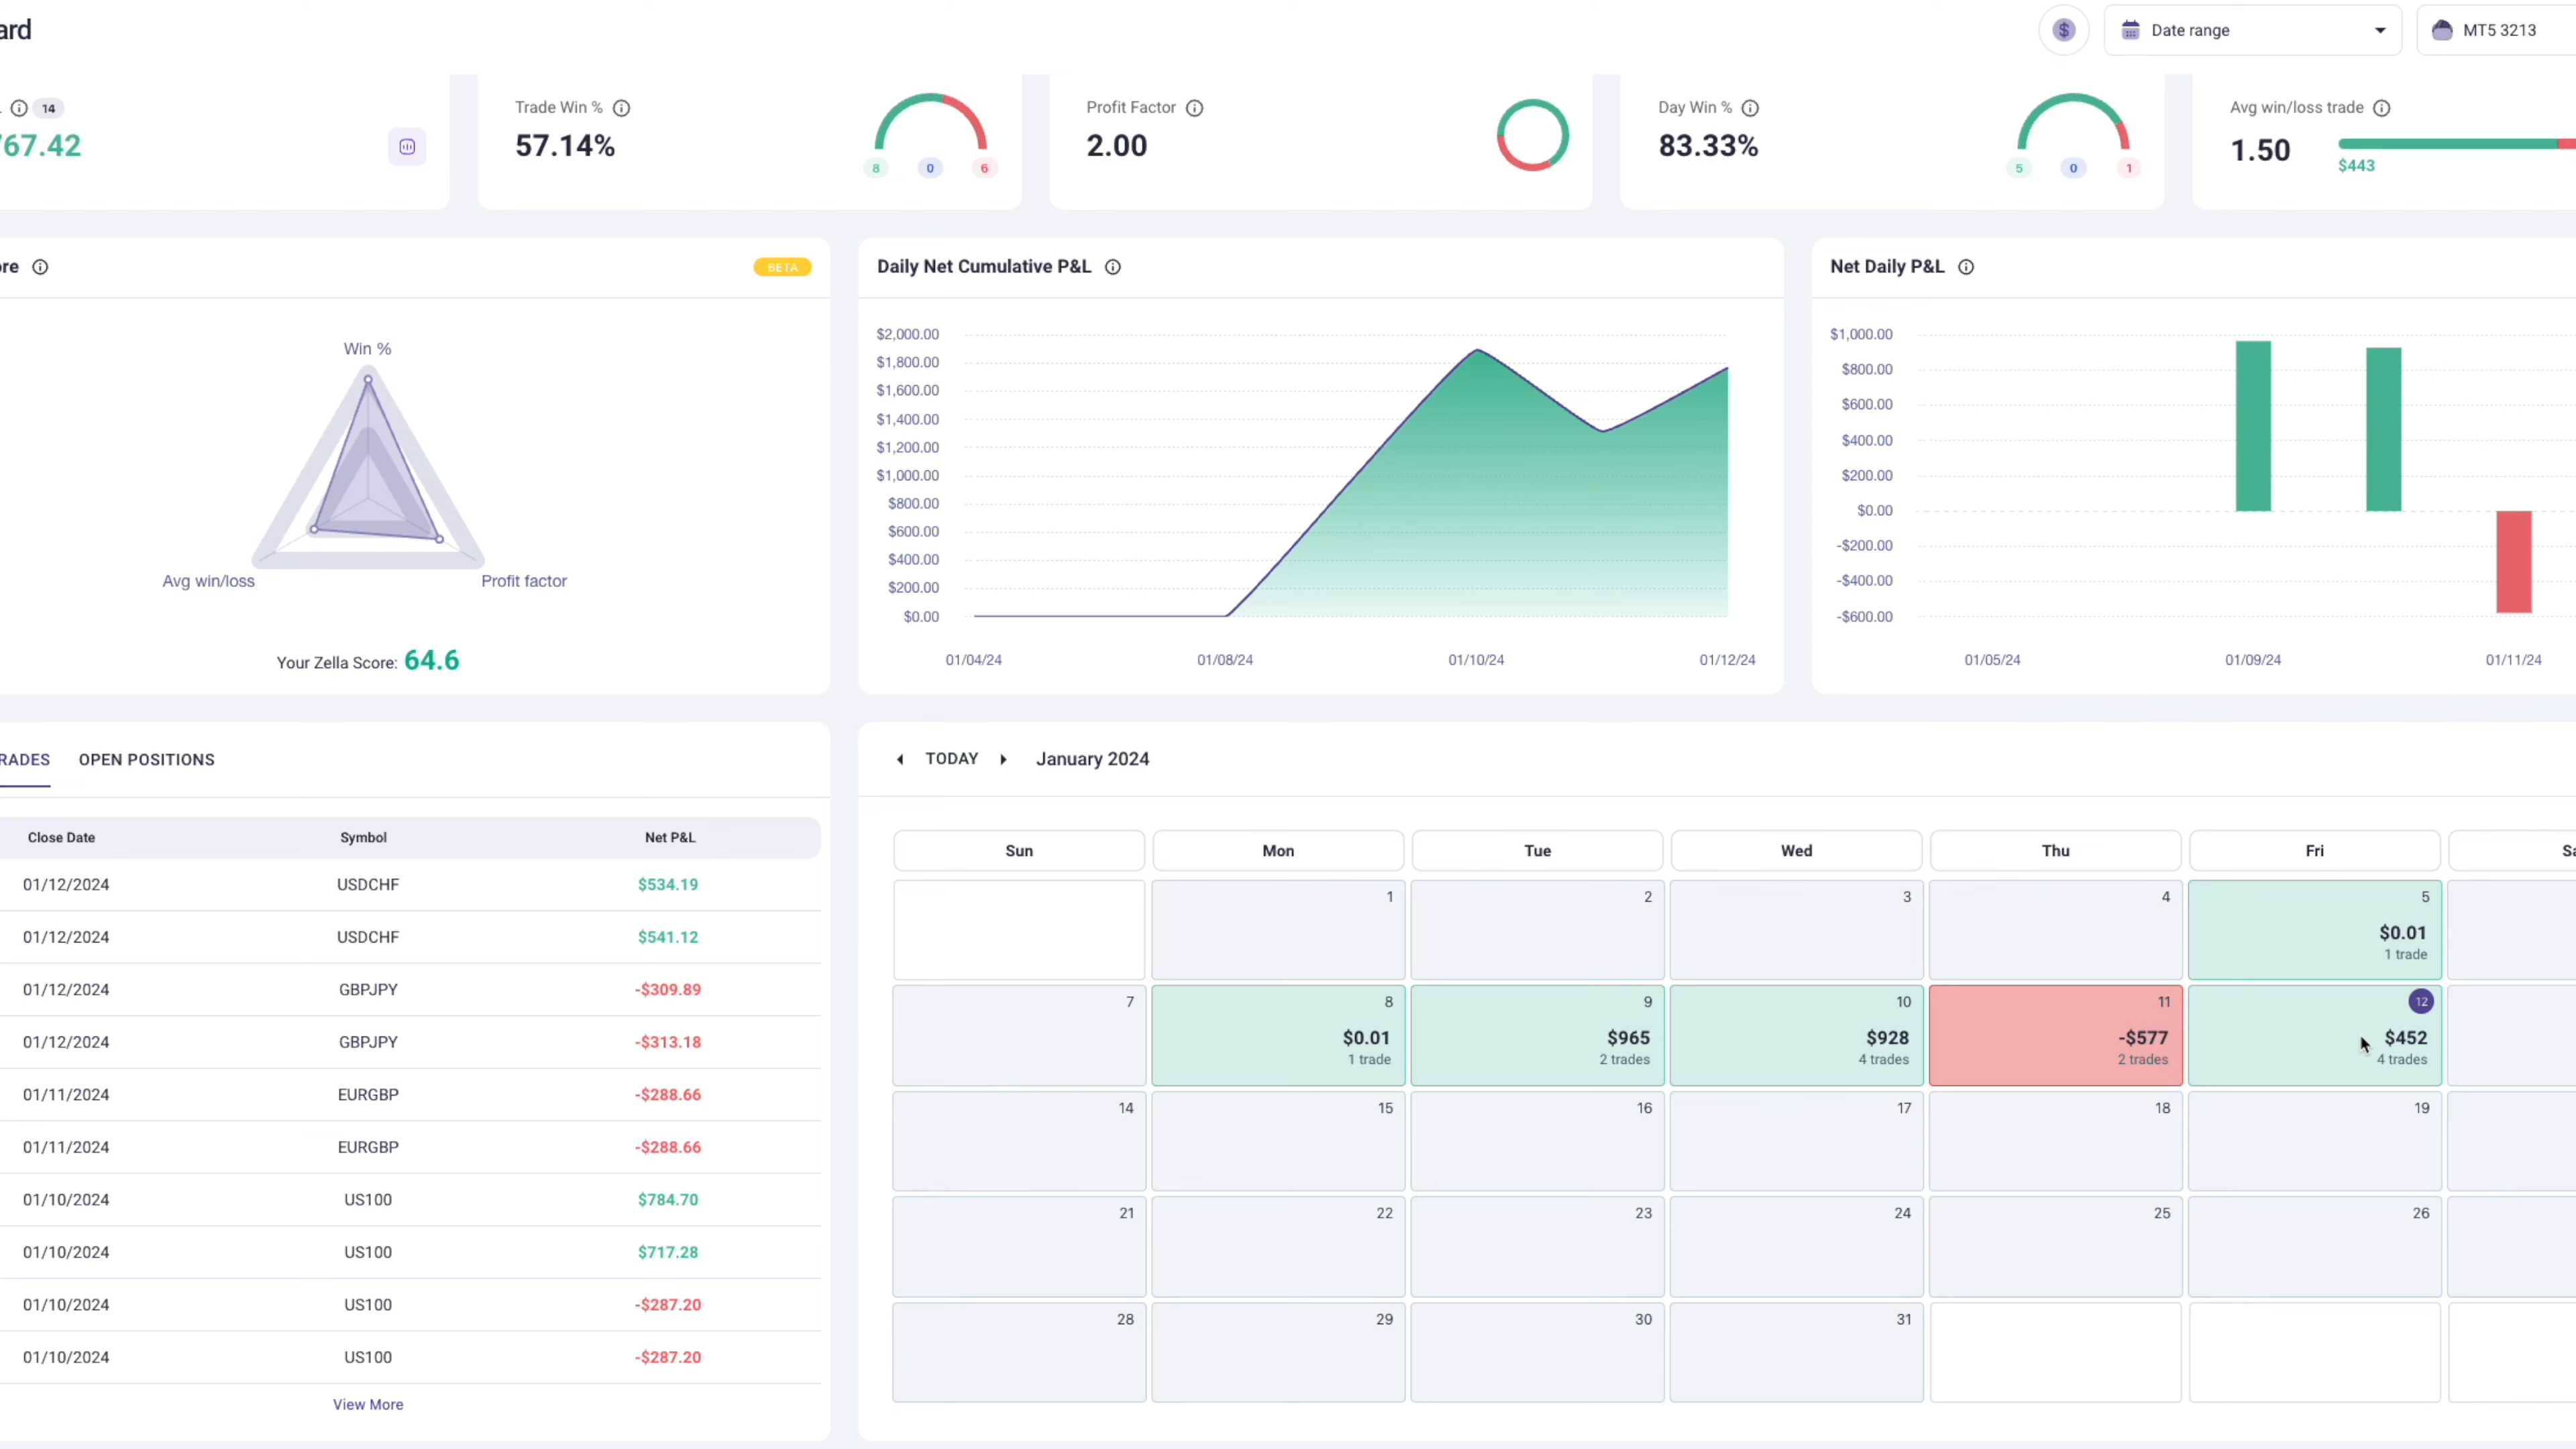 ard
Date range
MT5 3213
14
767.42
Trade Win %
57.14%
8
0
6
Profit Factor
2.00
Day Win %
83.33%
5
0
1
Avg win/loss trade
1.50
$443
ore
BETA
Win %
Avg win/loss
Profit factor
Your Zella Score: 64.6
Daily Net Cumulative P&L
$2,000.00
$1,800.00
$1,600.00
$1,400.00
$1,200.00
$1,000.00
$800.00
$600.00
$400.00
$200.00
$0.00
01/04/24
01/08/24
01/10/24
01/12/24
Net Daily P&L
$1,000.00
$800.00
$600.00
$400.00
$200.00
$0.00
-$200.00
-$400.00
-$600.00
01/05/24
01/09/24
01/11/24
RADES
OPEN POSITIONS
Close Date Symbol Net P&L
01/12/2024 USDCHF $534.19
01/12/2024 USDCHF $541.12
01/12/2024 GBPJPY -$309.89
01/12/2024 GBPJPY -$313.18
01/11/2024 EURGBP -$288.66
01/11/2024 EURGBP -$288.66
01/10/2024 US100 $784.70
01/10/2024 US100 $717.28
01/10/2024 US100 -$287.20
01/10/2024 US100 -$287.20
View More
TODAY
January 2024
Sun Mon Tue Wed Thu Fri Sa
1 2 3 4 5
$0.01
1 trade
7 8 9 10 11 12
$0.01 $965 $928 -$577 $452
1 trade 2 trades 4 trades 2 trades 4 trades
14 15 16 17 18 19
21 22 23 24 25 26
28 29 30 31